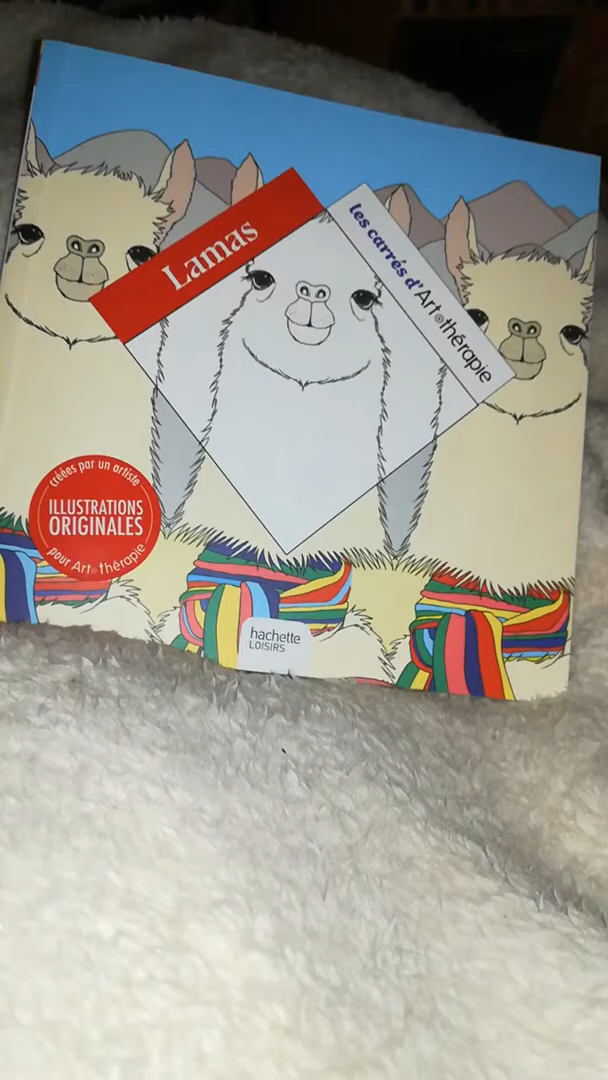 Lamas
les carrés d'Art thérapie
créées par un artiste
ILLUSTRATIONS
ORIGINALES
pour Art thérapie
hachette
LOISIRS